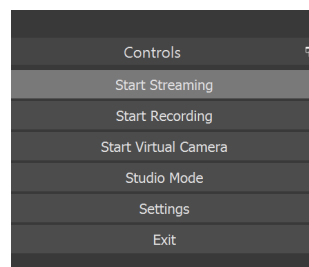 Controls
Start Streaming
Start Recording
Start Virtual Camera
Studio Mode
Settings
Exit